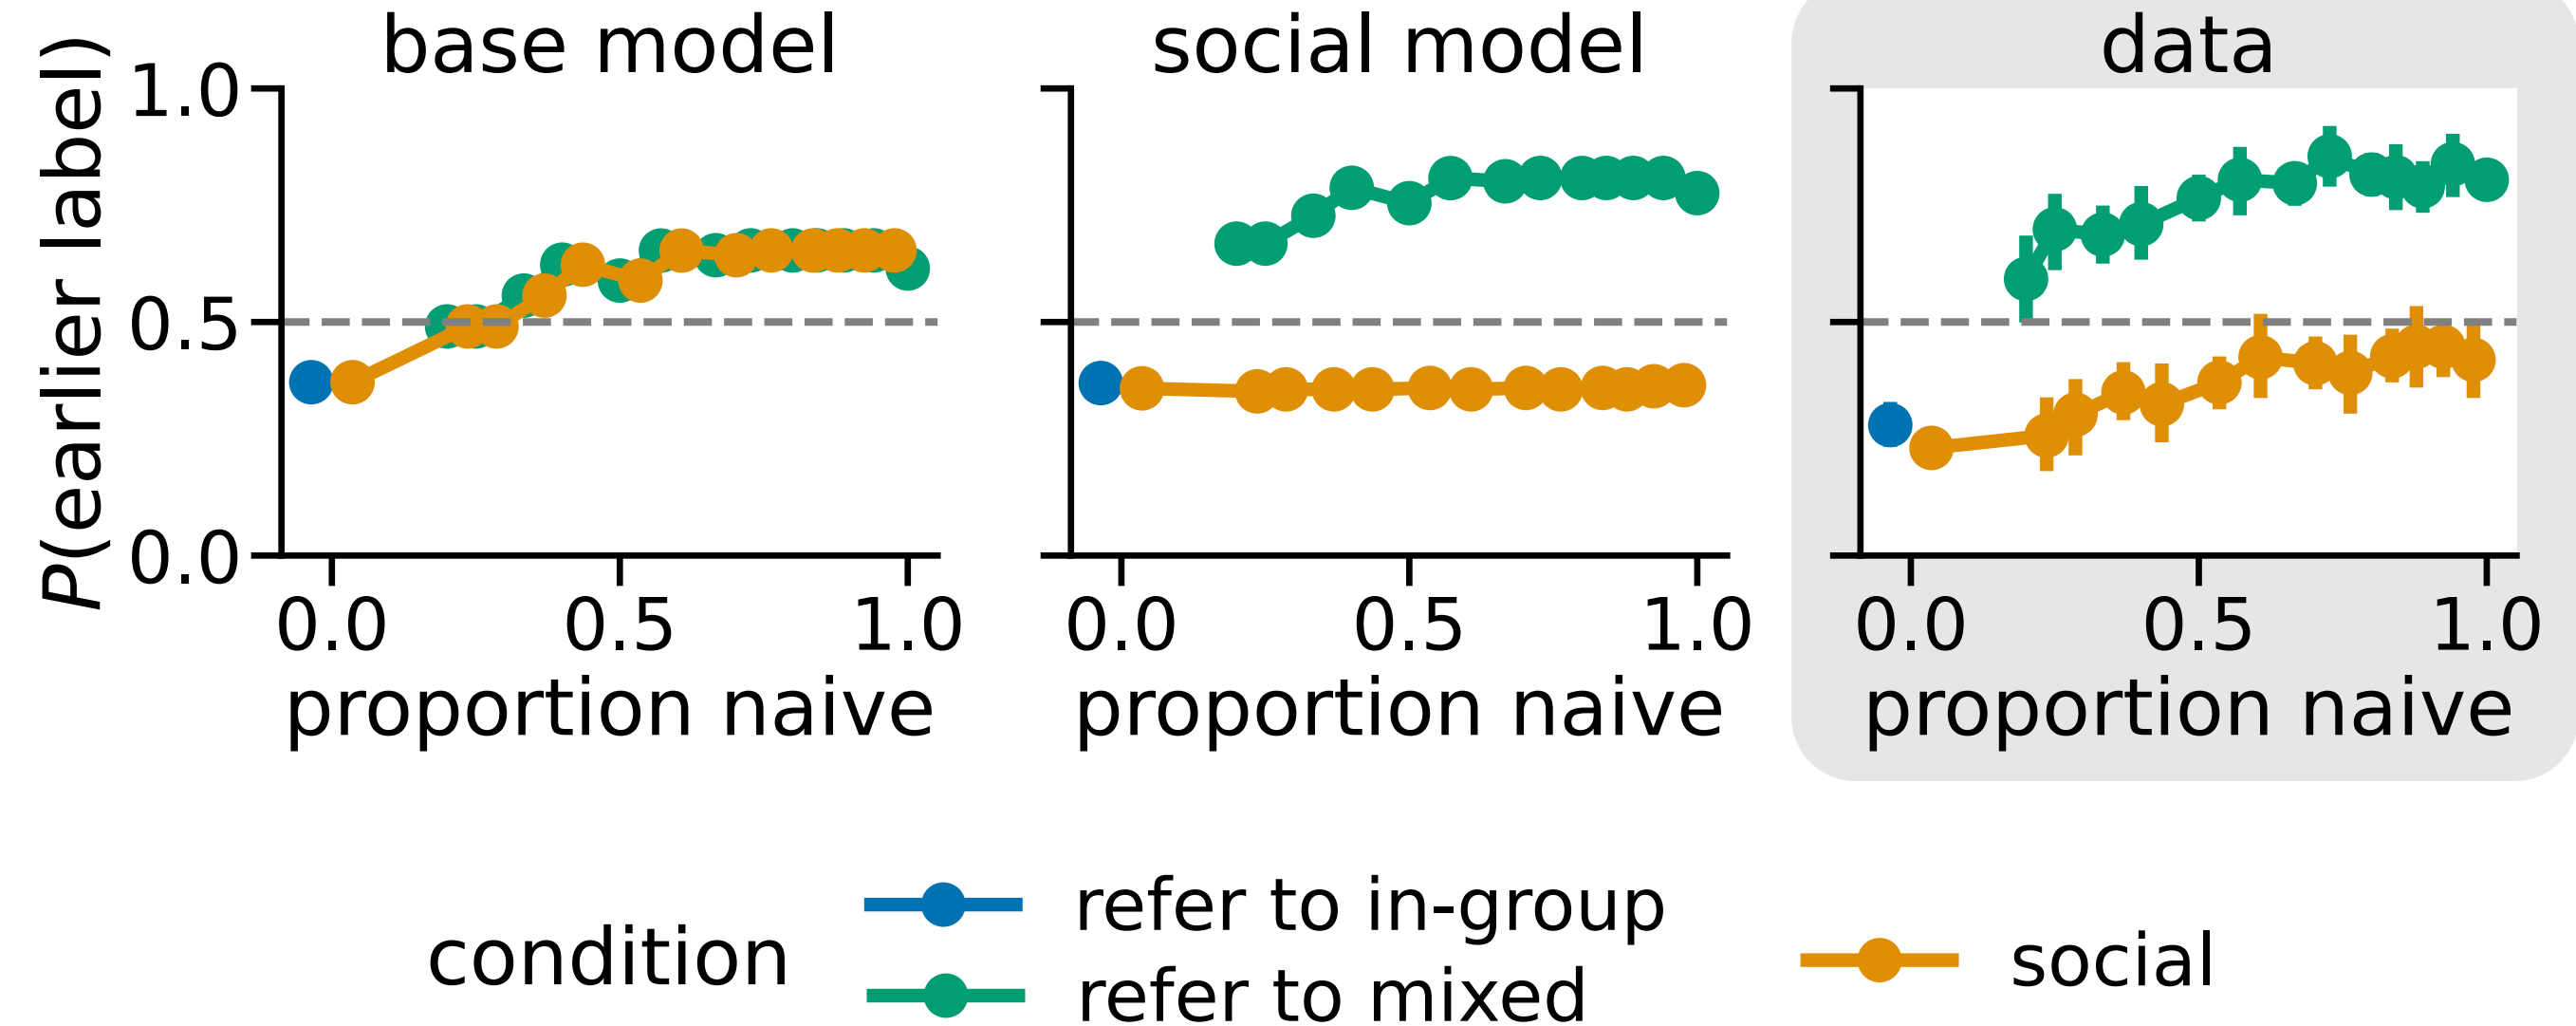 base model
social model
data
P(earlier label)
1.0
0.5
0.0
0.0 0.5 1.0
0.0 0.5 1.0
0.0 0.5 1.0
proportion naive
proportion naive
proportion naive
condition
refer to in-group
refer to mixed
social